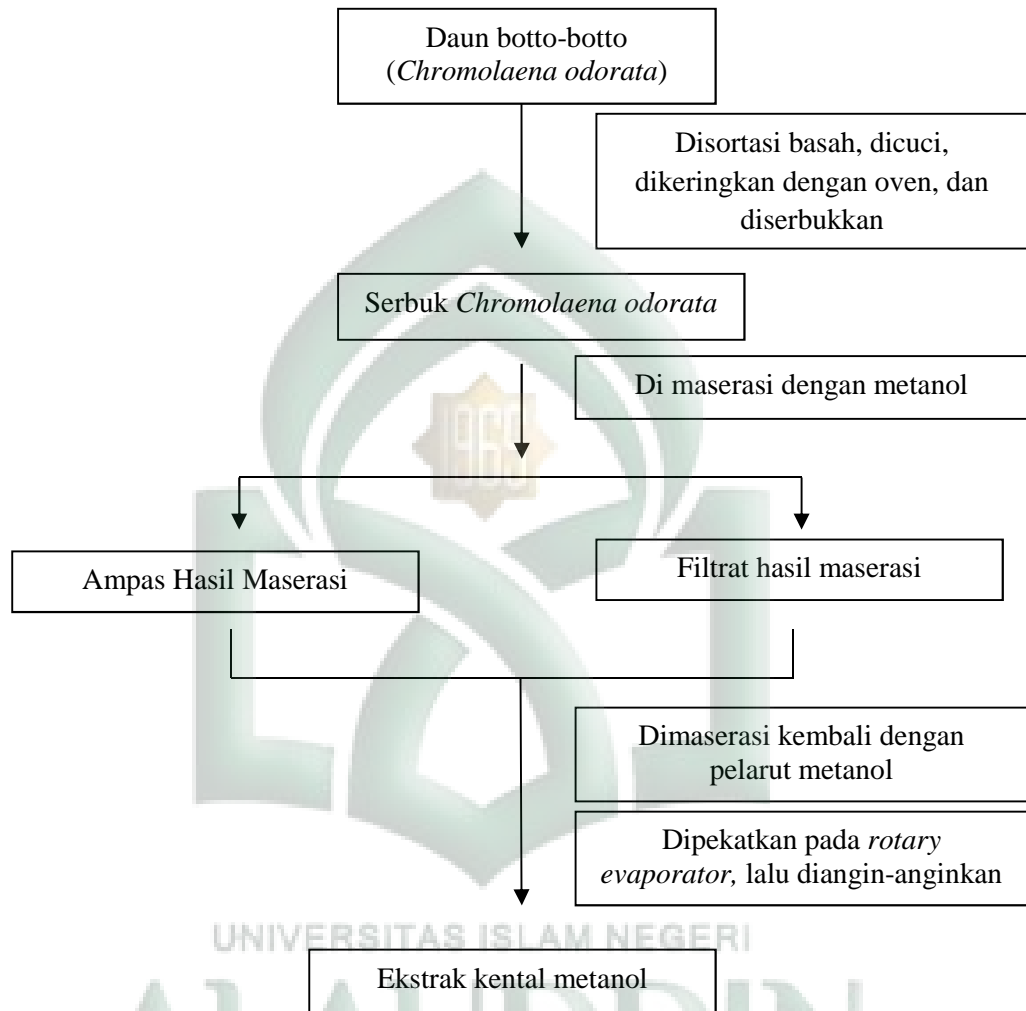 Daun botto-botto
(Chromolaena odorata)
Disortasi basah, dicuci,
dikeringkan dengan oven, dan
diserbukkan
Serbuk Chromolaena odorata
Di maserasi dengan metanol
1965
Ampas Hasil Maserasi
Filtrat hasil maserasi
Dimaserasi kembali dengan
pelarut metanol
Dipekatkan pada rotary
evaporator, lalu diangin-anginkan
UNIVERSITAS ISLAM NEGERI
Ekstrak kental metanol